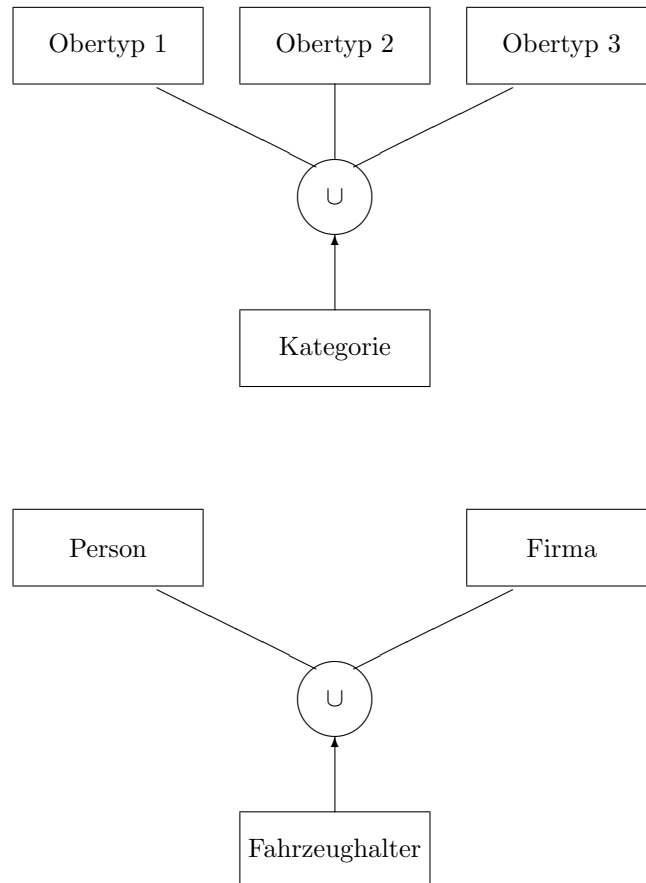 Obertyp 1 Obertyp 2 Obertyp 3
∪
Kategorie
Person Firma
∪
Fahrzeughalter